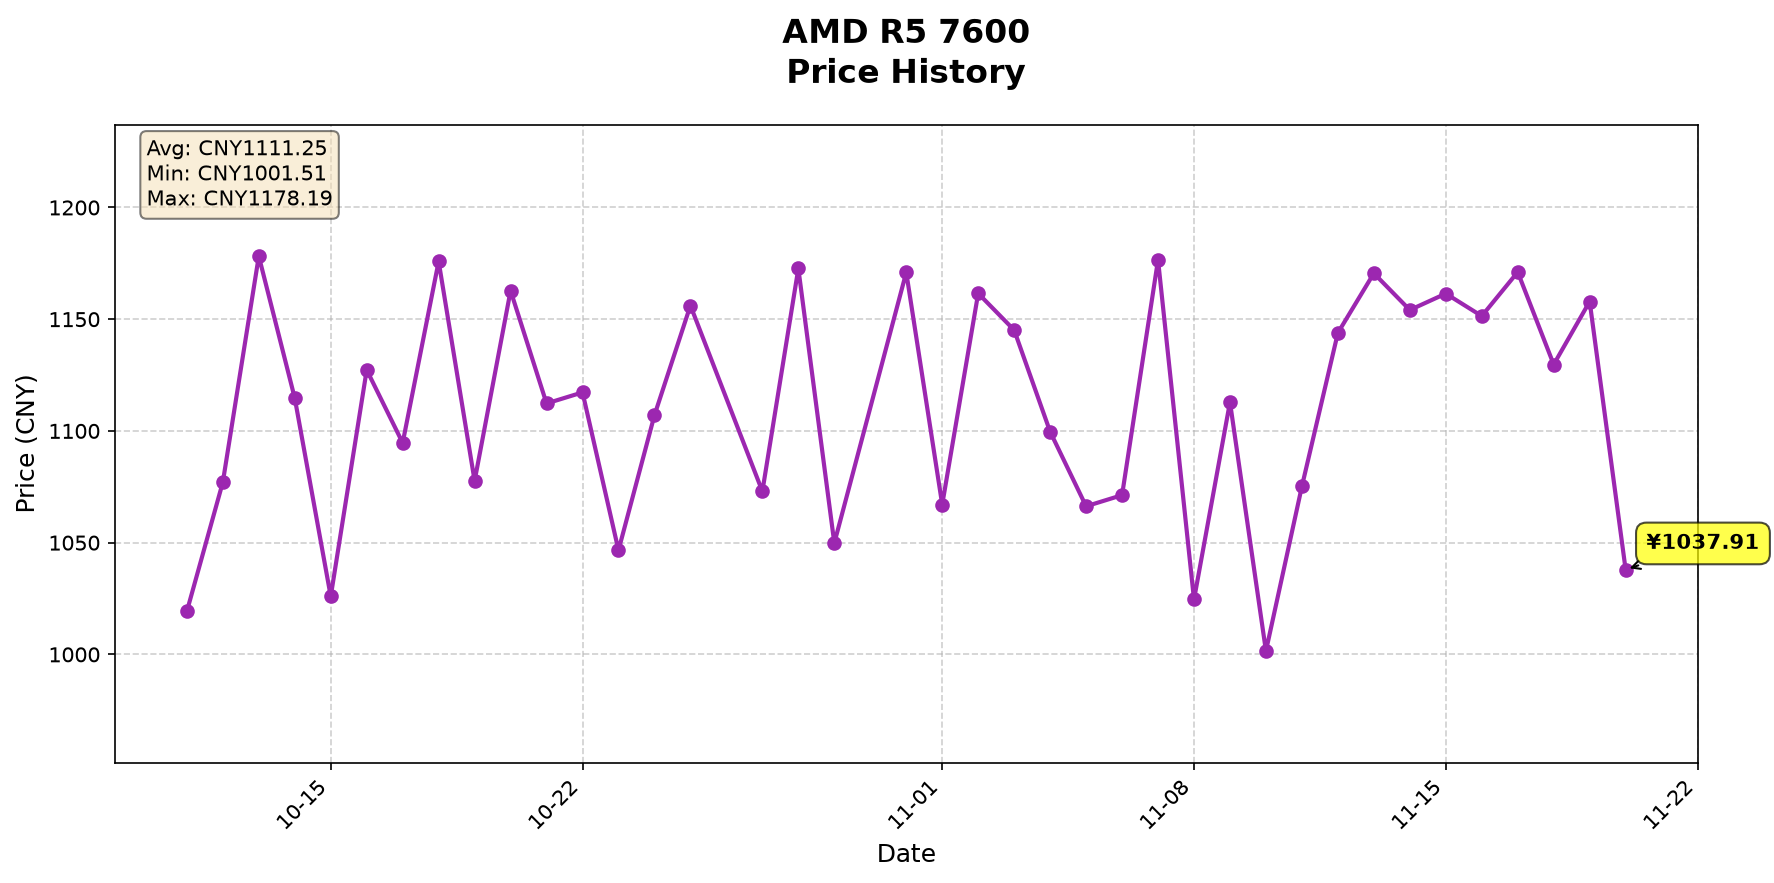 AMD R5 7600
Price History
Avg: CNY1111.25
Min: CNY1001.51
Max: CNY1178.19
Price (CNY)
1200
1150
1100
1050
1000
¥1037.91
10-15
10-22
11-01
11-08
11-15
11-22
Date